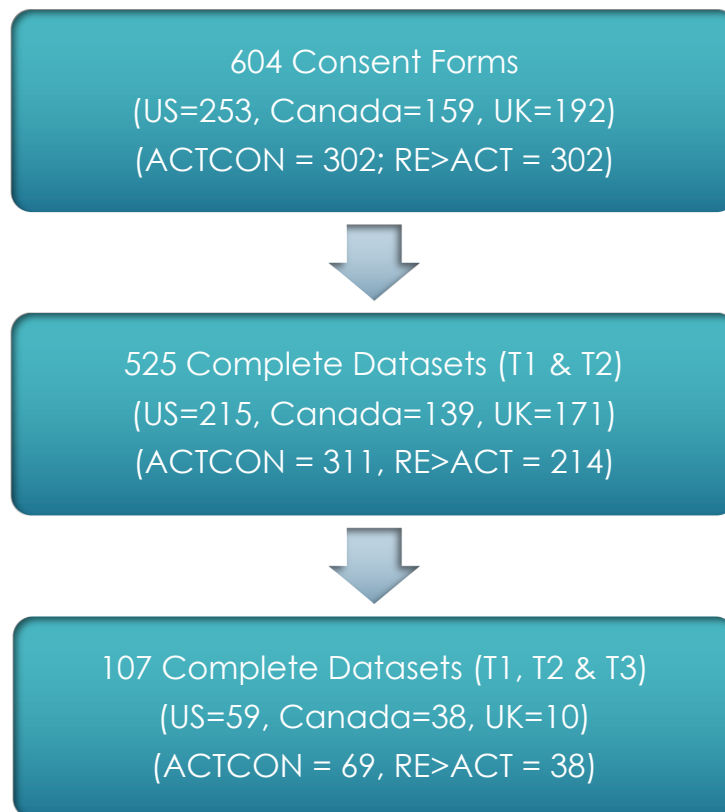 604 Consent Forms
(US=253, Canada=159, UK=192)
(ACTCON = 302; RE>ACT = 302)
525 Complete Datasets (T1 & T2)
(US=215, Canada=139, UK=171)
(ACTCON = 311, RE>ACT = 214)
107 Complete Datasets (T1, T2 & T3)
(US=59, Canada=38, UK=10)
(ACTCON = 69, RE>ACT = 38)